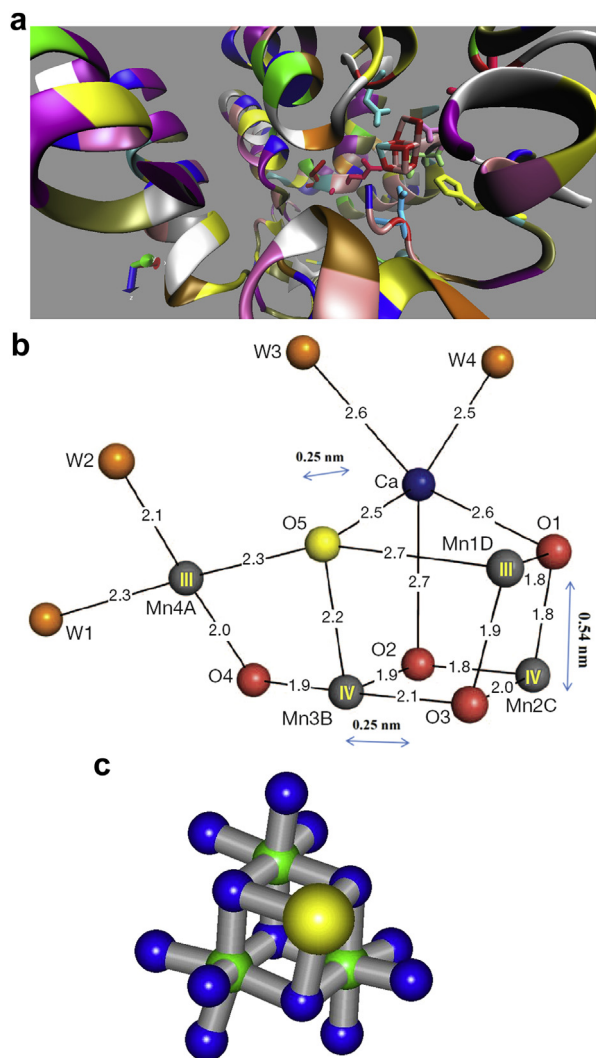 a
b
W3
W4
2.6
2.5
0.25 nm
W2
Ca
2.1
O5
2.5
2.6
O1
Mn1D
III
2.3
2.7
III
1.8
2.3
Mn4A
2.7
W1
2.2
1.9
1.8
2.0
O2
0.54 nm
O4
1.9
IV
1.9
1.8
IV
2.1
2.0
Mn3B
O3
Mn2C
0.25 nm
c